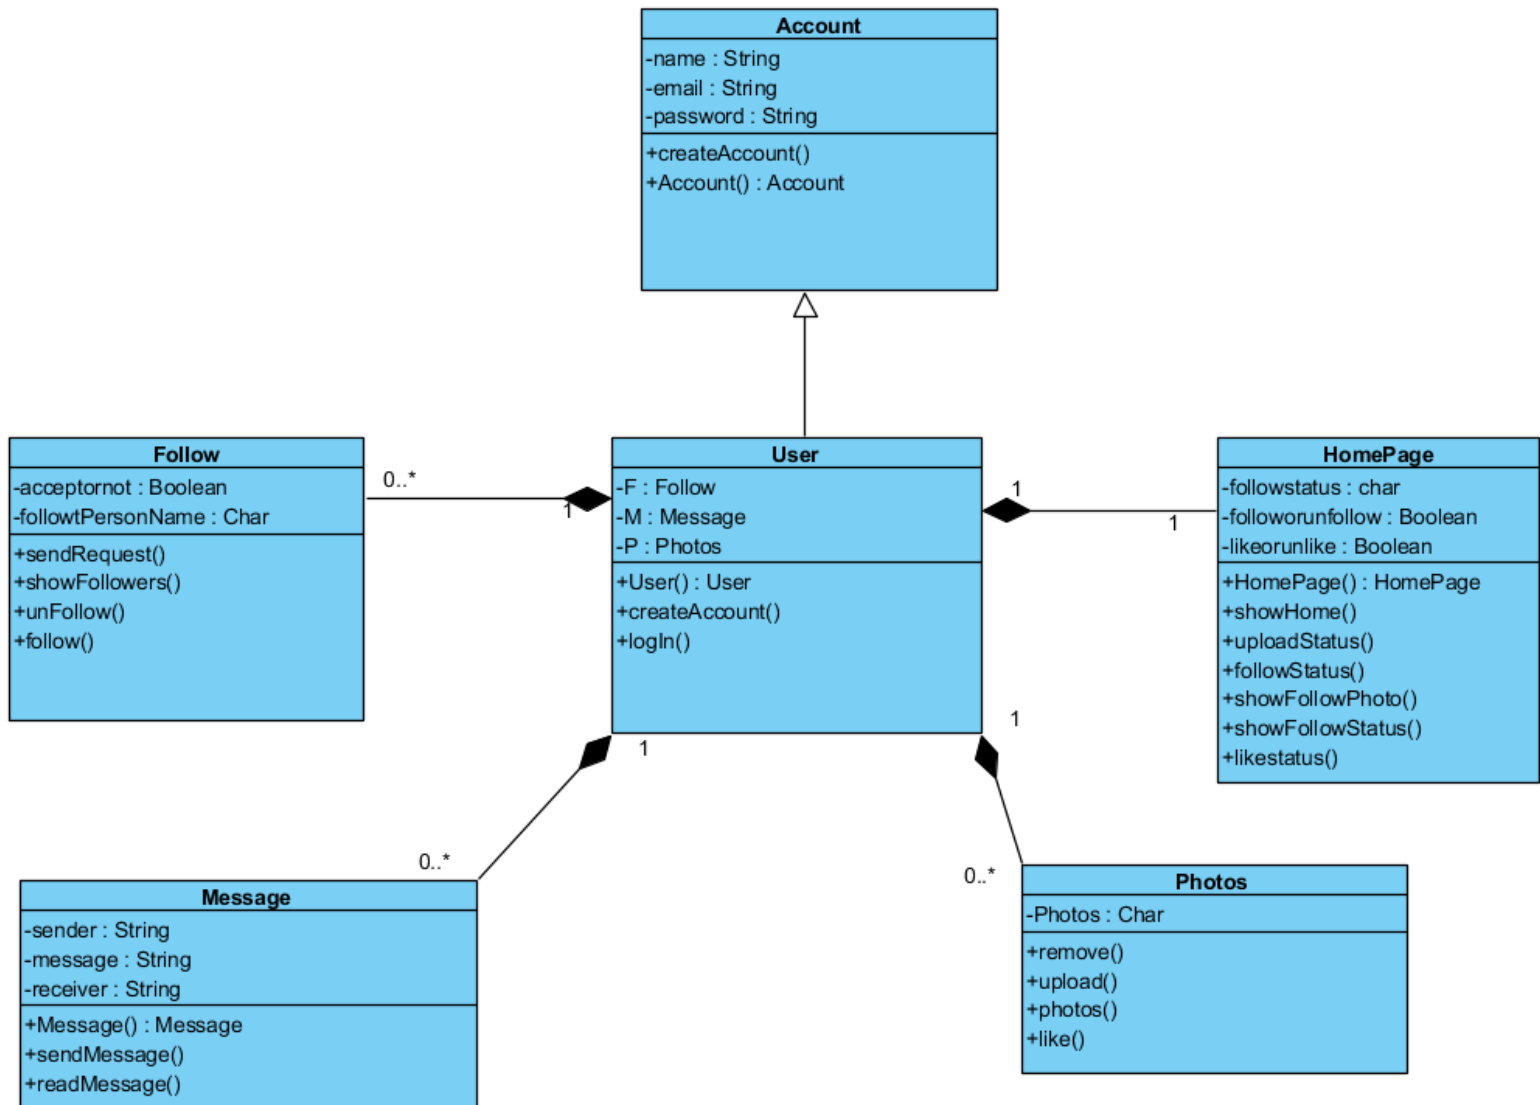 Account
-name : String
-email : String
-password : String
+createAccount()
+Account() : Account
Follow
-acceptornot : Boolean
-followtPersonName : Char
+sendRequest()
+showFollowers()
+unFollow()
+follow()
0..*
1
User
-F : Follow
-M : Message
-P : Photos
+User() : User
+createAccount()
+logIn()
1
1
HomePage
-followstatus : char
-followorunfollow : Boolean
-likeorunlike : Boolean
+HomePage() : HomePage
+showHome()
+uploadStatus()
+followStatus()
+showFollowPhoto()
+showFollowStatus()
+likestatus()
1
0..*
1
0..*
Message
-sender : String
-message : String
-receiver : String
+Message() : Message
+sendMessage()
+readMessage()
Photos
-Photos : Char
+remove()
+upload()
+photos()
+like()